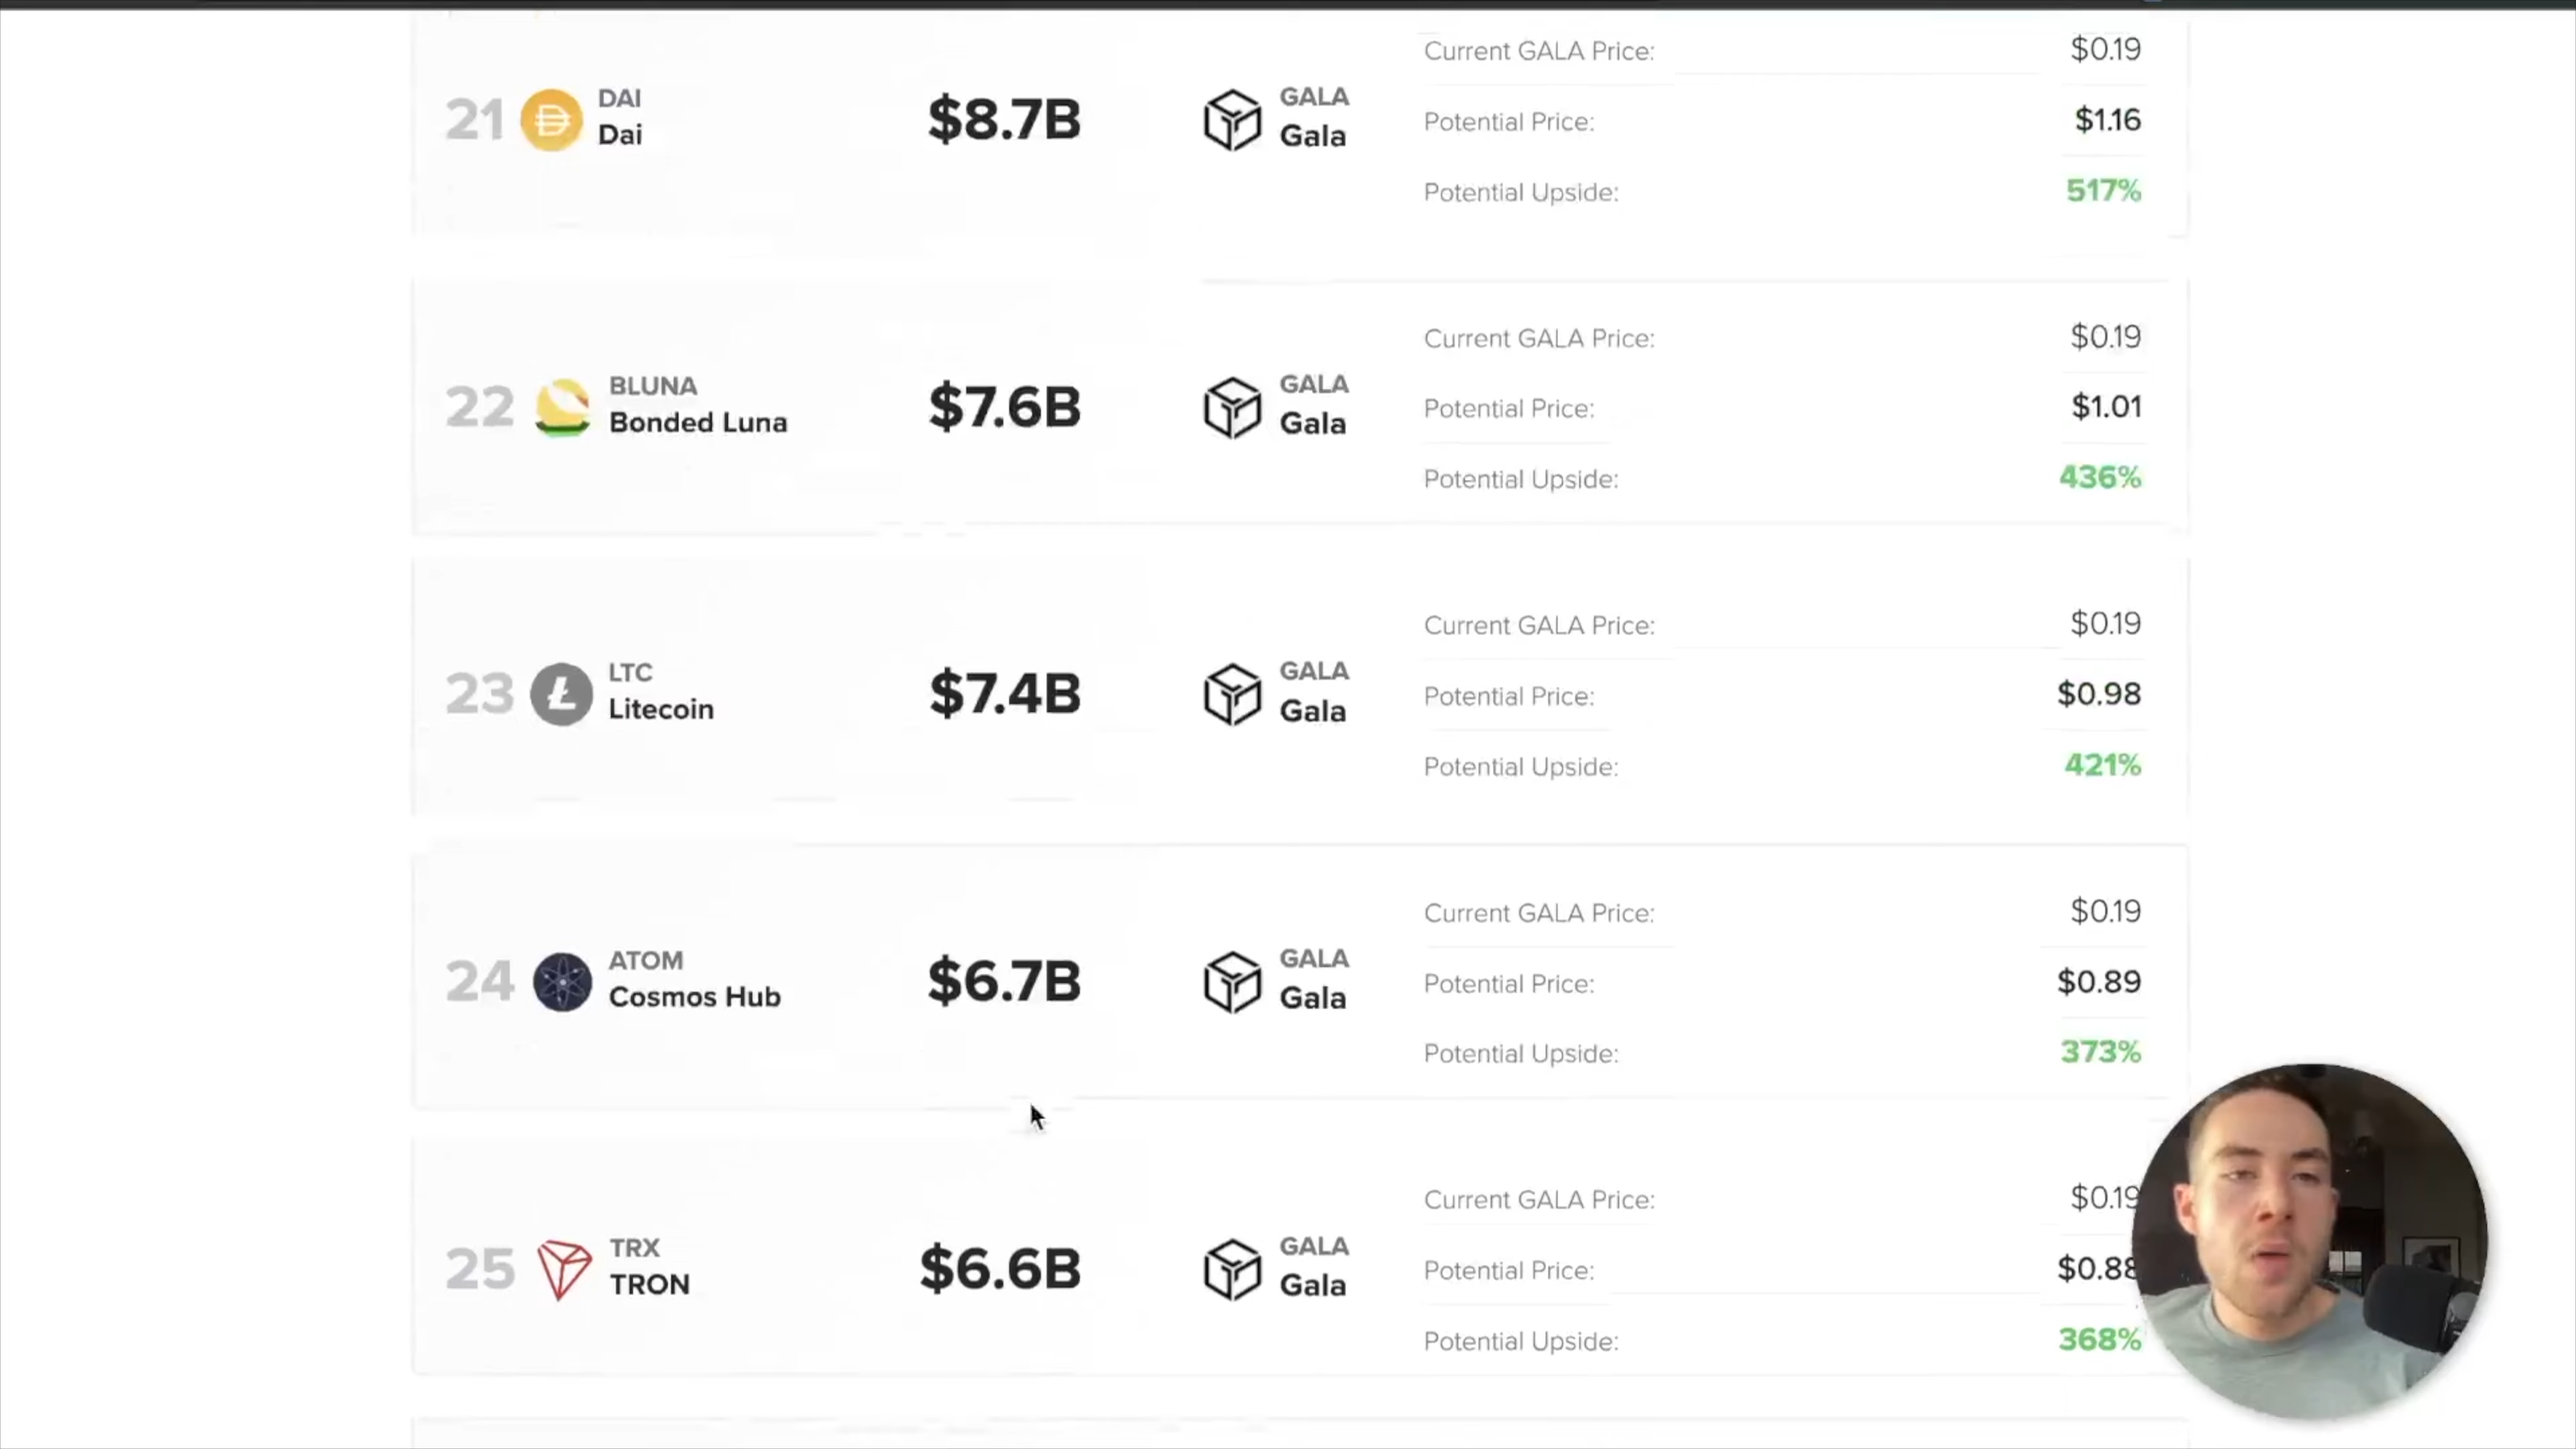 Current GALA Price: $0.19
21 DAI Dai $8.7B GALA Gala Potential Price: $1.16
Potential Upside: 517%
Current GALA Price: $0.19
22 BLUNA Bonded Luna $7.6B GALA Gala Potential Price: $1.01
Potential Upside: 436%
Current GALA Price: $0.19
23 LTC Litecoin $7.4B GALA Gala Potential Price: $0.98
Potential Upside: 421%
Current GALA Price: $0.19
24 ATOM Cosmos Hub $6.7B GALA Gala Potential Price: $0.89
Potential Upside: 373%
Current GALA Price: $0.19
25 TRX TRON $6.6B GALA Gala Potential Price: $0.88
Potential Upside: 368%